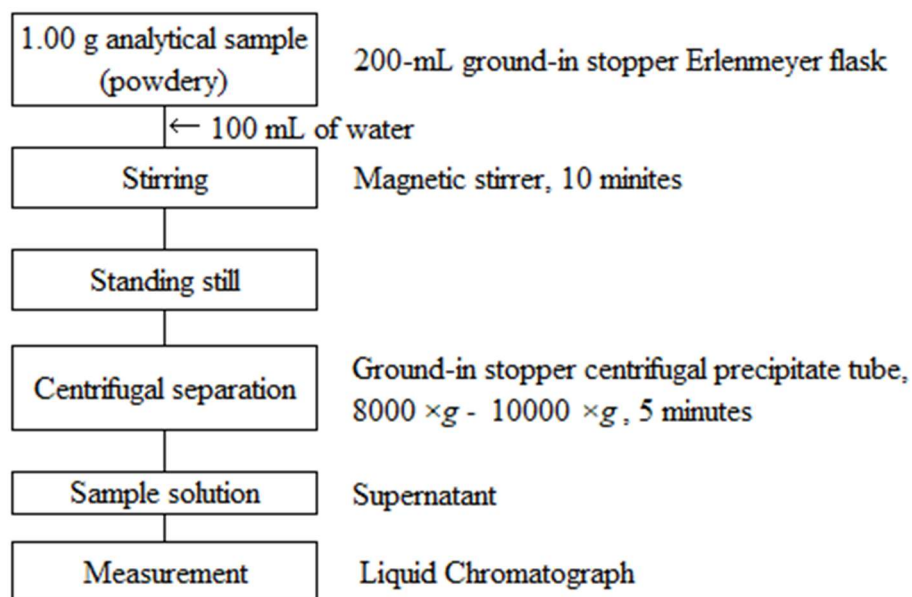 1.00 g analytical sample
(powdery)
200-mL ground-in stopper Erlenmeyer flask
← 100 mL of water
Stirring
Magnetic stirrer, 10 minites
Standing still
Centrifugal separation
Ground-in stopper centrifugal precipitate tube,
8000 ×g - 10000 ×g , 5 minutes
Sample solution
Supernatant
Measurement
Liquid Chromatograph